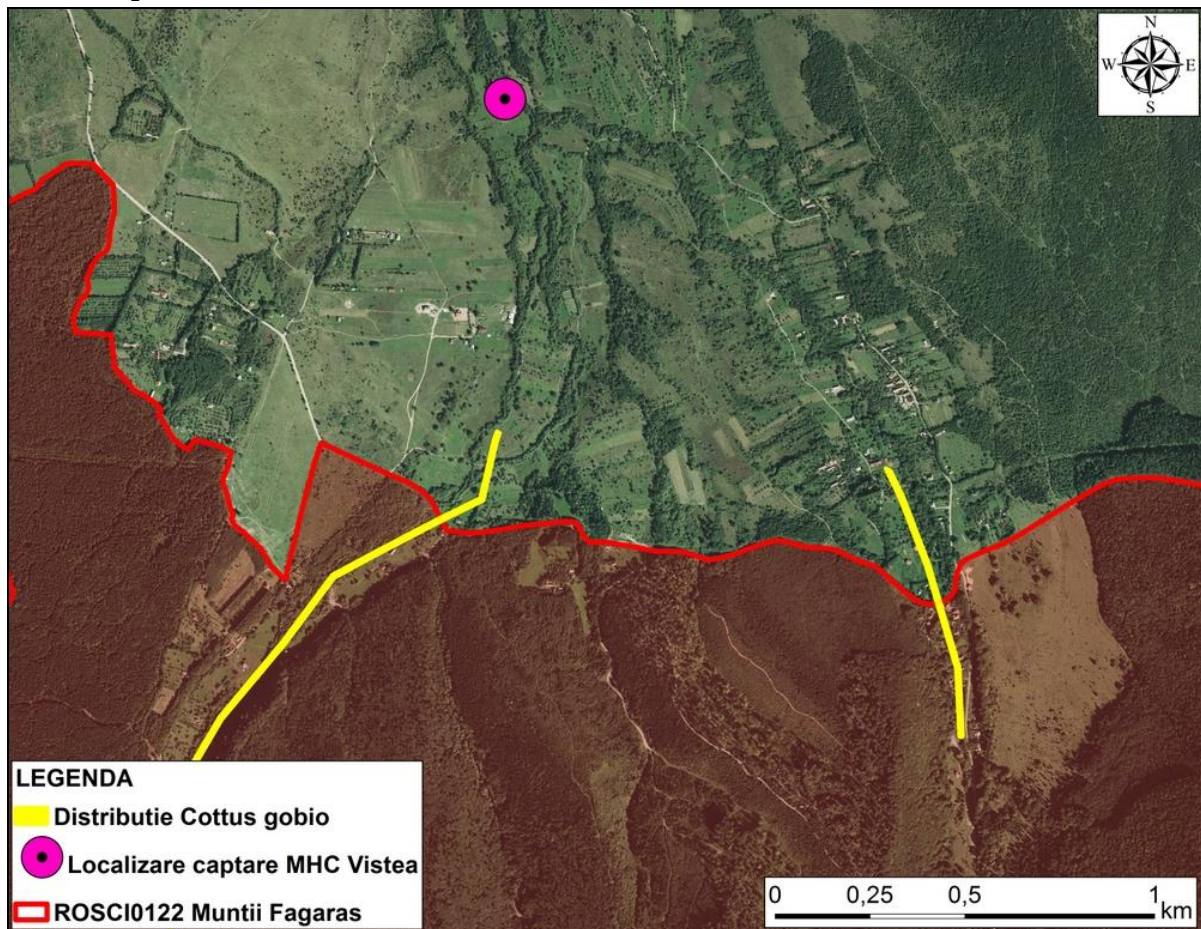 N
W E
S
LEGENDA
Distributie Cottus gobio
Localizare captare MHC Vistea
ROSCI0122 Muntii Fagaras
0 0,25 0,5 1
km